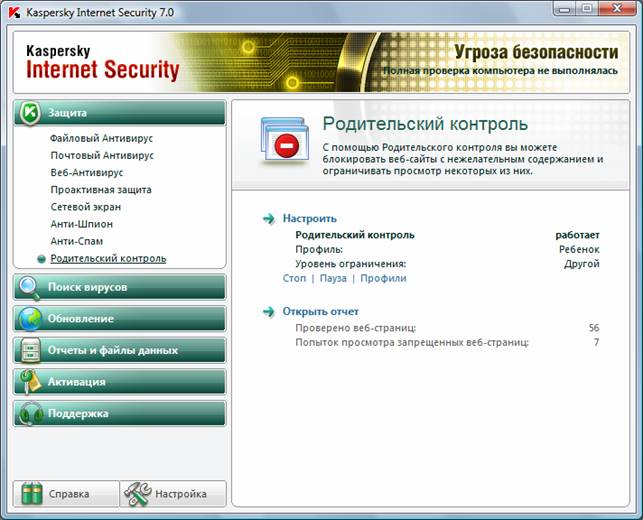 Kaspersky Internet Security 7.0
Kaspersky
Internet Security
Угроза безопасности
Полная проверка компьютера не выполнялась
Защита
Файловый Антивирус
Почтовый Антивирус
Веб-Антивирус
Проактивная защита
Сетевой экран
Анти-Шпион
Анти-Спам
Родительский контроль
Поиск вирусов
Обновление
Отчеты и файлы данных
Активация
Поддержка
Справка
Настройка
Родительский контроль
С помощью Родительского контроля вы можете
блокировать веб-сайты с нежелательным содержанием и
ограничивать просмотр некоторых из них.
Настроить
Родительский контроль работает
Профиль: Ребенок
Уровень ограничения: Другой
Стоп | Пауза | Профили
Открыть отчет
Проверено веб-страниц: 56
Попыток просмотра запрещенных веб-страниц: 7